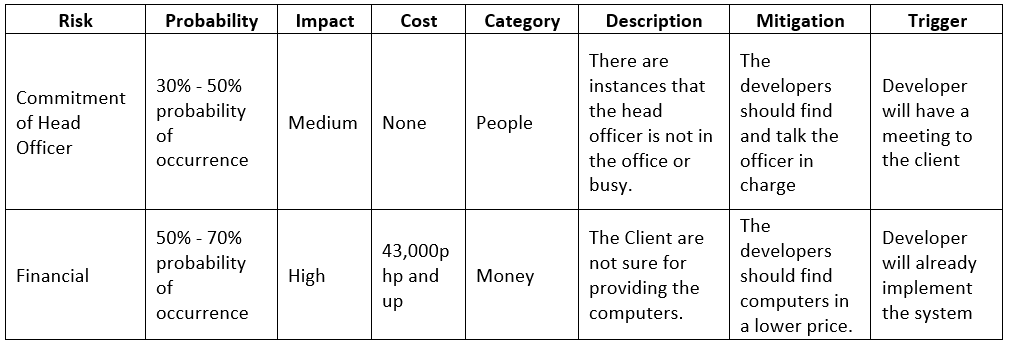 Risk
Probability
Impact
Cost
Category
Description
Mitigation
Trigger
Commitment
of Head
Officer
30% - 50%
probability
of
occurrence
Medium
None
People
There are
instances that
the head
officer is not in
the office or
busy.
The
developers
should find
and talk the
officer in
charge
Developer
will have a
meeting to
the client
Financial
50% - 70%
probability
of
occurrence
High
43,000p
hp and
up
Money
The Client are
not sure for
providing the
computers.
The
developers
should find
computers in
a lower price.
Developer
will already
implement
the system